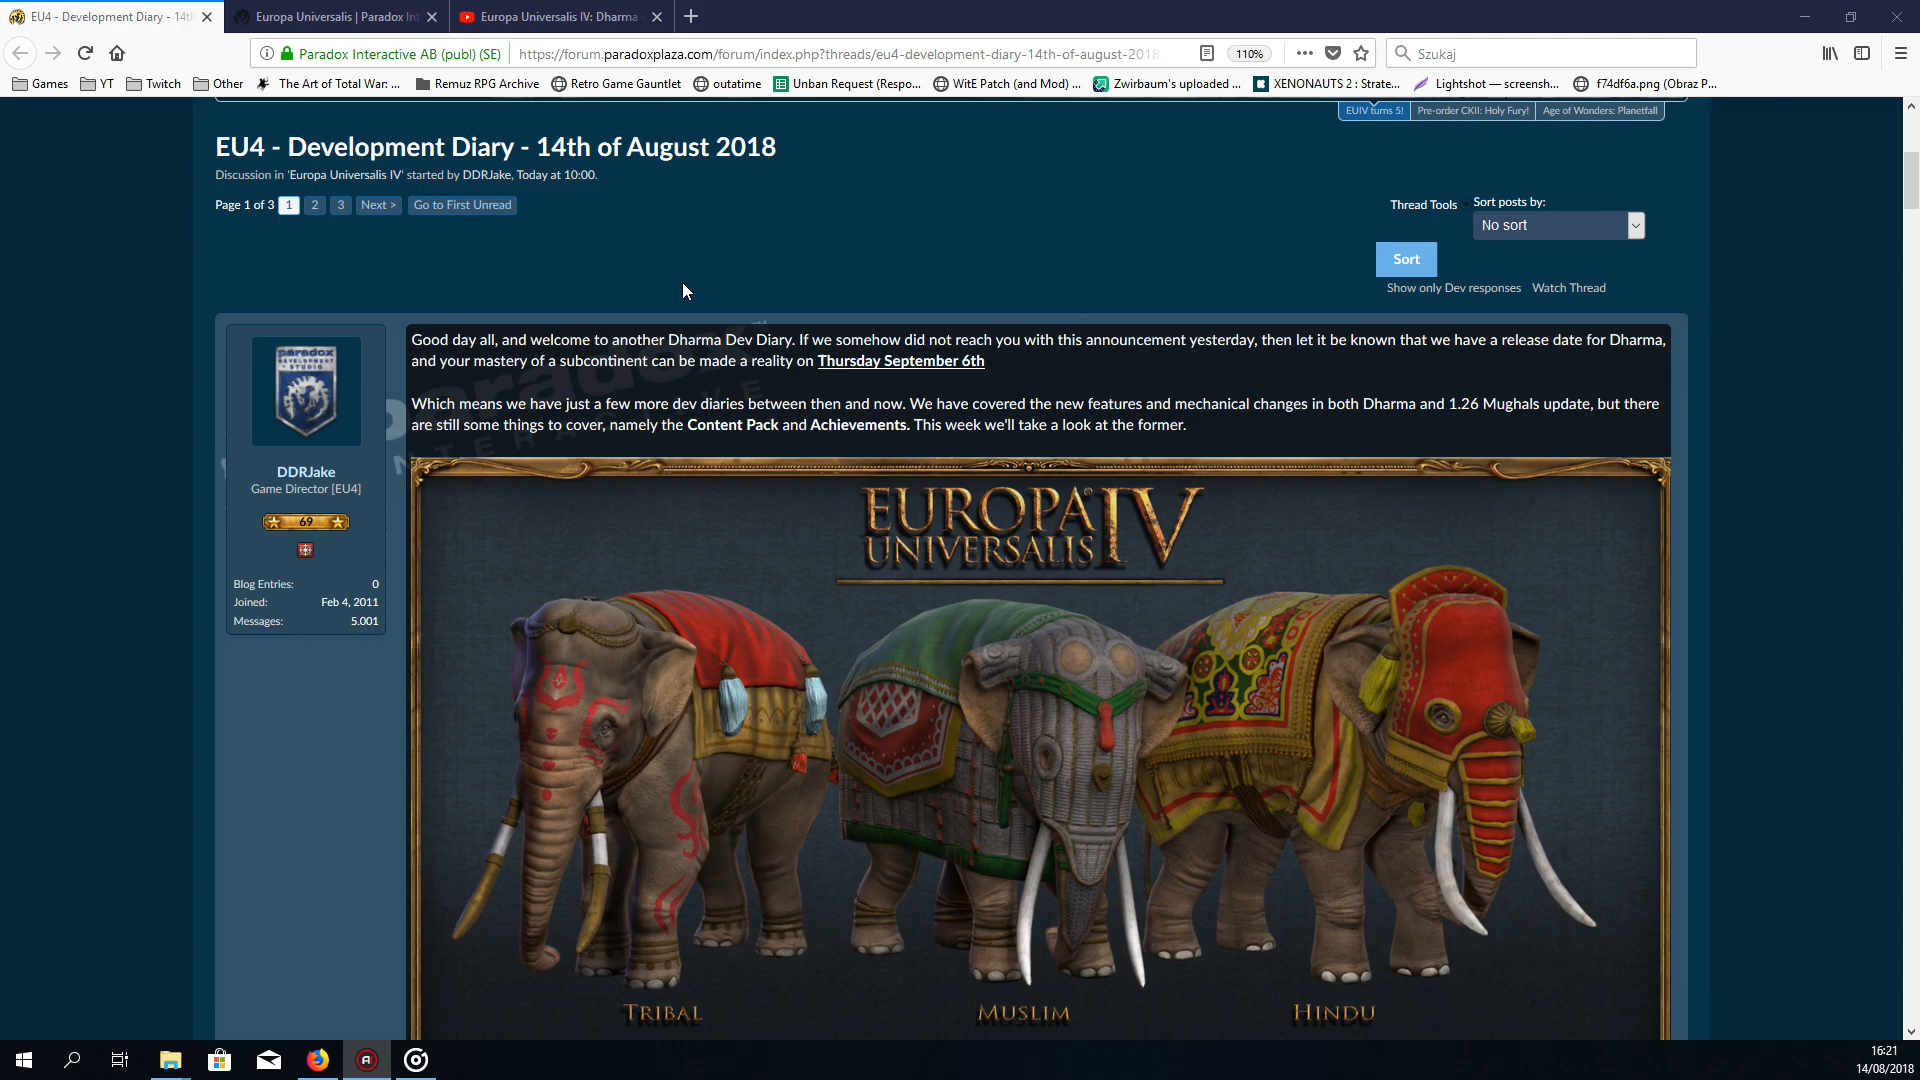 EU4 - Development Diary - 14th
Europa Universalis | Paradox Int
Europa Universalis IV: Dharma
Paradox Interactive AB (publ) (SE)
https://forum.paradoxplaza.com/forum/index.php?threads/eu4-development-diary-14th-of-august-2018
110%
Szukaj
Games
YT
Twitch
Other
The Art of Total War: ...
Remuz RPG Archive
Retro Game Gauntlet
outatime
Unban Request (Respo...
WitE Patch (and Mod) ...
Zwirbaum's uploaded ...
XENONAUTS 2 : Strate...
Lightshot — screensh...
f74df6a.png (Obraz P...
EUIV turns 5!
Pre-order CKII: Holy Fury!
Age of Wonders: Planetfall
EU4 - Development Diary - 14th of August 2018
Discussion in 'Europa Universalis IV' started by DDRJake, Today at 10:00.
Page 1 of 3 1 2 3 Next > Go to First Unread
Thread Tools
Sort posts by:
No sort
Sort
Show only Dev responses
Watch Thread
paradox
DEVELOPMENT
STUDIO
DDRJake
Game Director [EU4]
69
Blog Entries: 0
Joined: Feb 4, 2011
Messages: 5.001
Good day all, and welcome to another Dharma Dev Diary. If we somehow did not reach you with this announcement yesterday, then let it be known that we have a release date for Dharma,
and your mastery of a subcontinent can be made a reality on Thursday September 6th
Which means we have just a few more dev diaries between then and now. We have covered the new features and mechanical changes in both Dharma and 1.26 Mughals update, but there
are still some things to cover, namely the Content Pack and Achievements. This week we'll take a look at the former.
EUROPA
UNIVERSALIS
IV
TRIBAL
MUSLIM
HINDU
16:21
14/08/2018